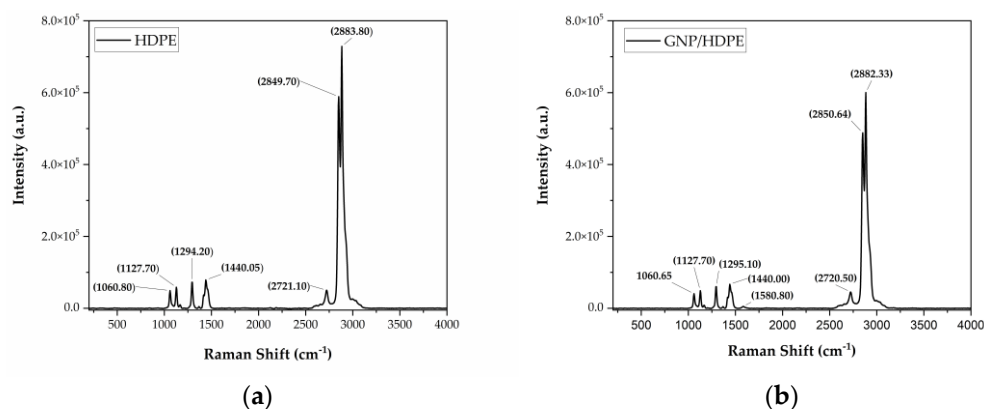 8.0×10⁵
HDPE
(2883.80)
(2849.70)
6.0×10⁵
Intensity (a.u.)
4.0×10⁵
2.0×10⁵
(1294.20)
(1127.70)
(1440.05)
(1060.80)
(2721.10)
0.0
500 1000 1500 2000 2500 3000 3500 4000
Raman Shift (cm⁻¹)
(a)
8.0×10⁵
GNP/HDPE
(2882.33)
(2850.64)
6.0×10⁵
Intensity (a.u.)
4.0×10⁵
2.0×10⁵
(1127.70)
(1295.10)
1060.65
(1440.00)
(1580.80)
(2720.50)
0.0
500 1000 1500 2000 2500 3000 3500 4000
Raman Shift (cm⁻¹)
(b)